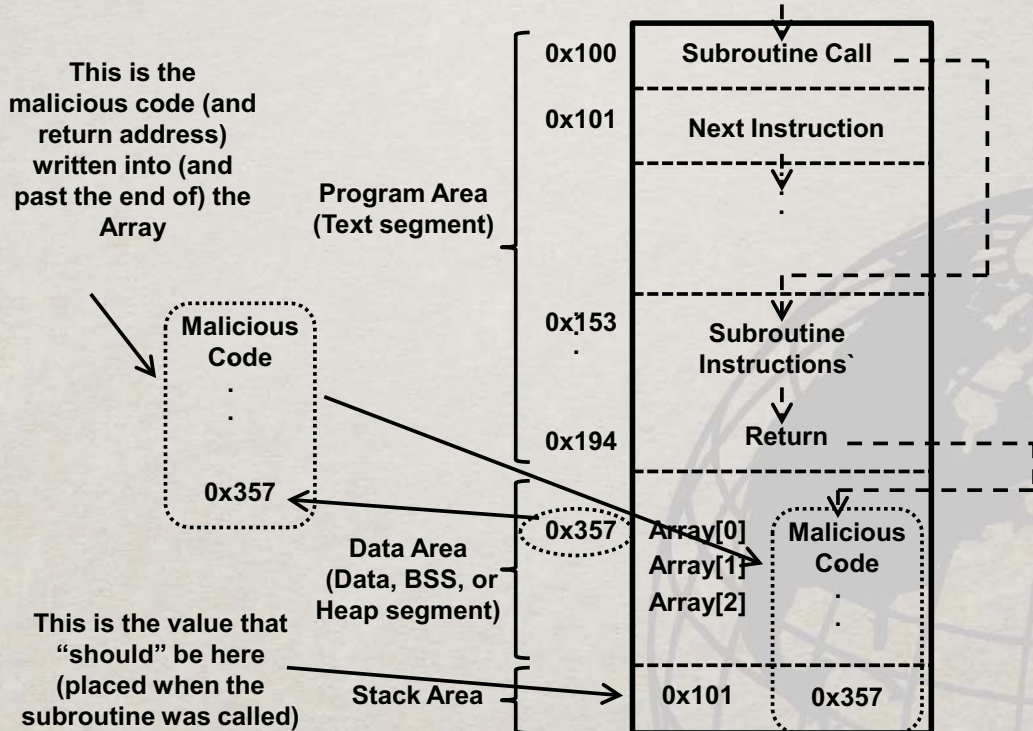 This is the
malicious code (and
return address)
written into (and
past the end of) the
Array
Malicious
Code
.
.
0x357
This is the value that
“should” be here
(placed when the
subroutine was called)
Program Area
(Text segment)
Data Area
(Data, BSS, or
Heap segment)
Stack Area
0x100
Subroutine Call
0x101
Next Instruction
.
.
0x153
.
.
Subroutine
Instructions`
0x194
Return
0x357
Array[0]
Array[1]
Array[2]
Malicious
Code
.
.
0x101
0x357